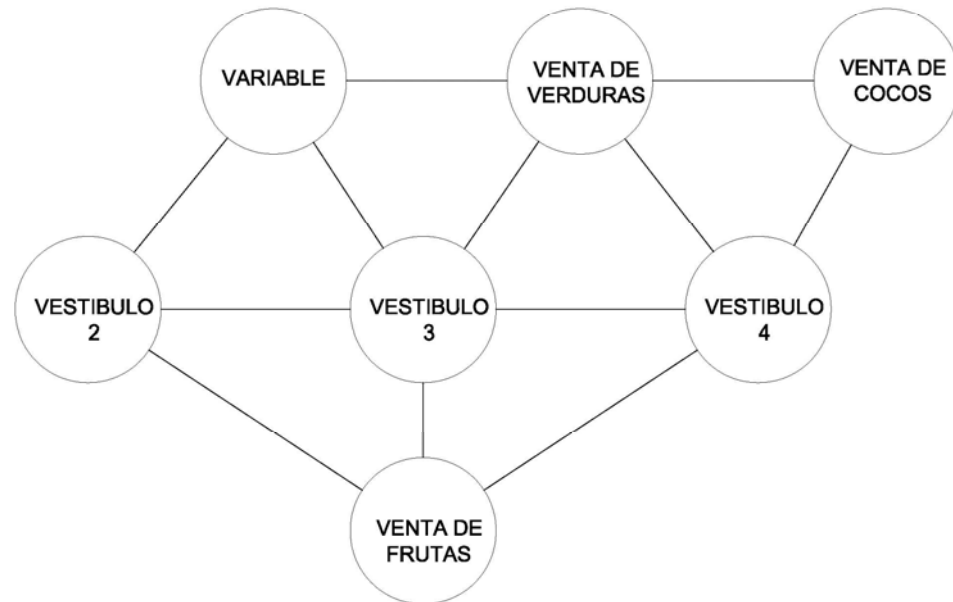 VARIABLE
VENTA DE
VERDURAS
VENTA DE
COCOS
VESTIBULO
2
VESTIBULO
3
VESTIBULO
4
VENTA DE
FRUTAS